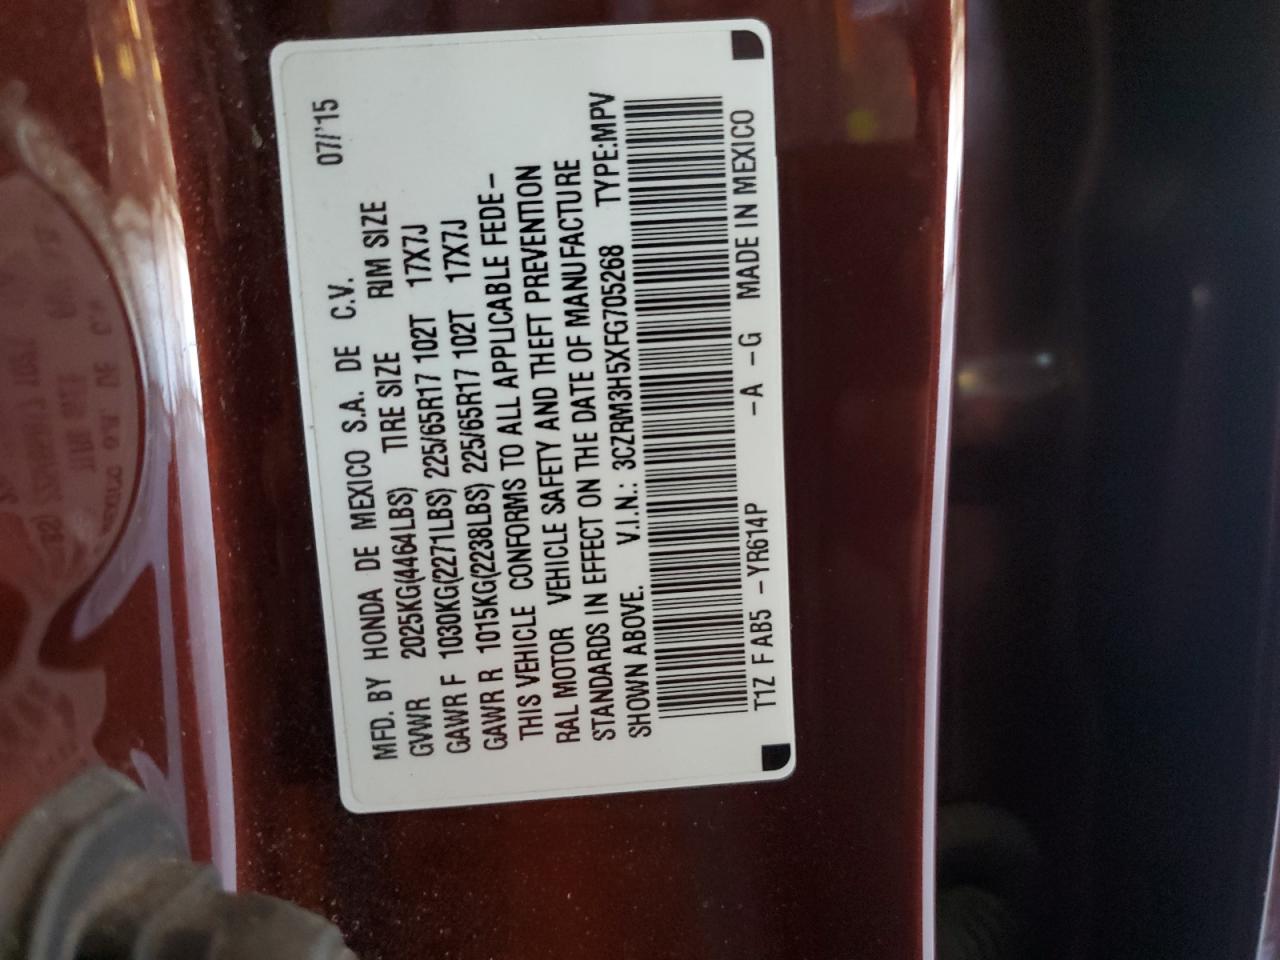 07/'15
MFD. BY HONDA DE MEXICO S.A. DE C.V.
GVWR 2025KG(4464LBS) TIRE SIZE RIM SIZE
GAWR F 1030KG(2271LBS) 225/65R17 102T 17X7J
GAWR R 1015KG(2238LBS) 225/65R17 102T 17X7J
THIS VEHICLE CONFORMS TO ALL APPLICABLE FEDE-
RAL MOTOR VEHICLE SAFETY AND THEFT PREVENTION
STANDARDS IN EFFECT ON THE DATE OF MANUFACTURE
SHOWN ABOVE. V.I.N.: 3CZRM3H5XFG705268 TYPE:MPV
T1Z F AB5 -YR614P -A -G MADE IN MEXICO